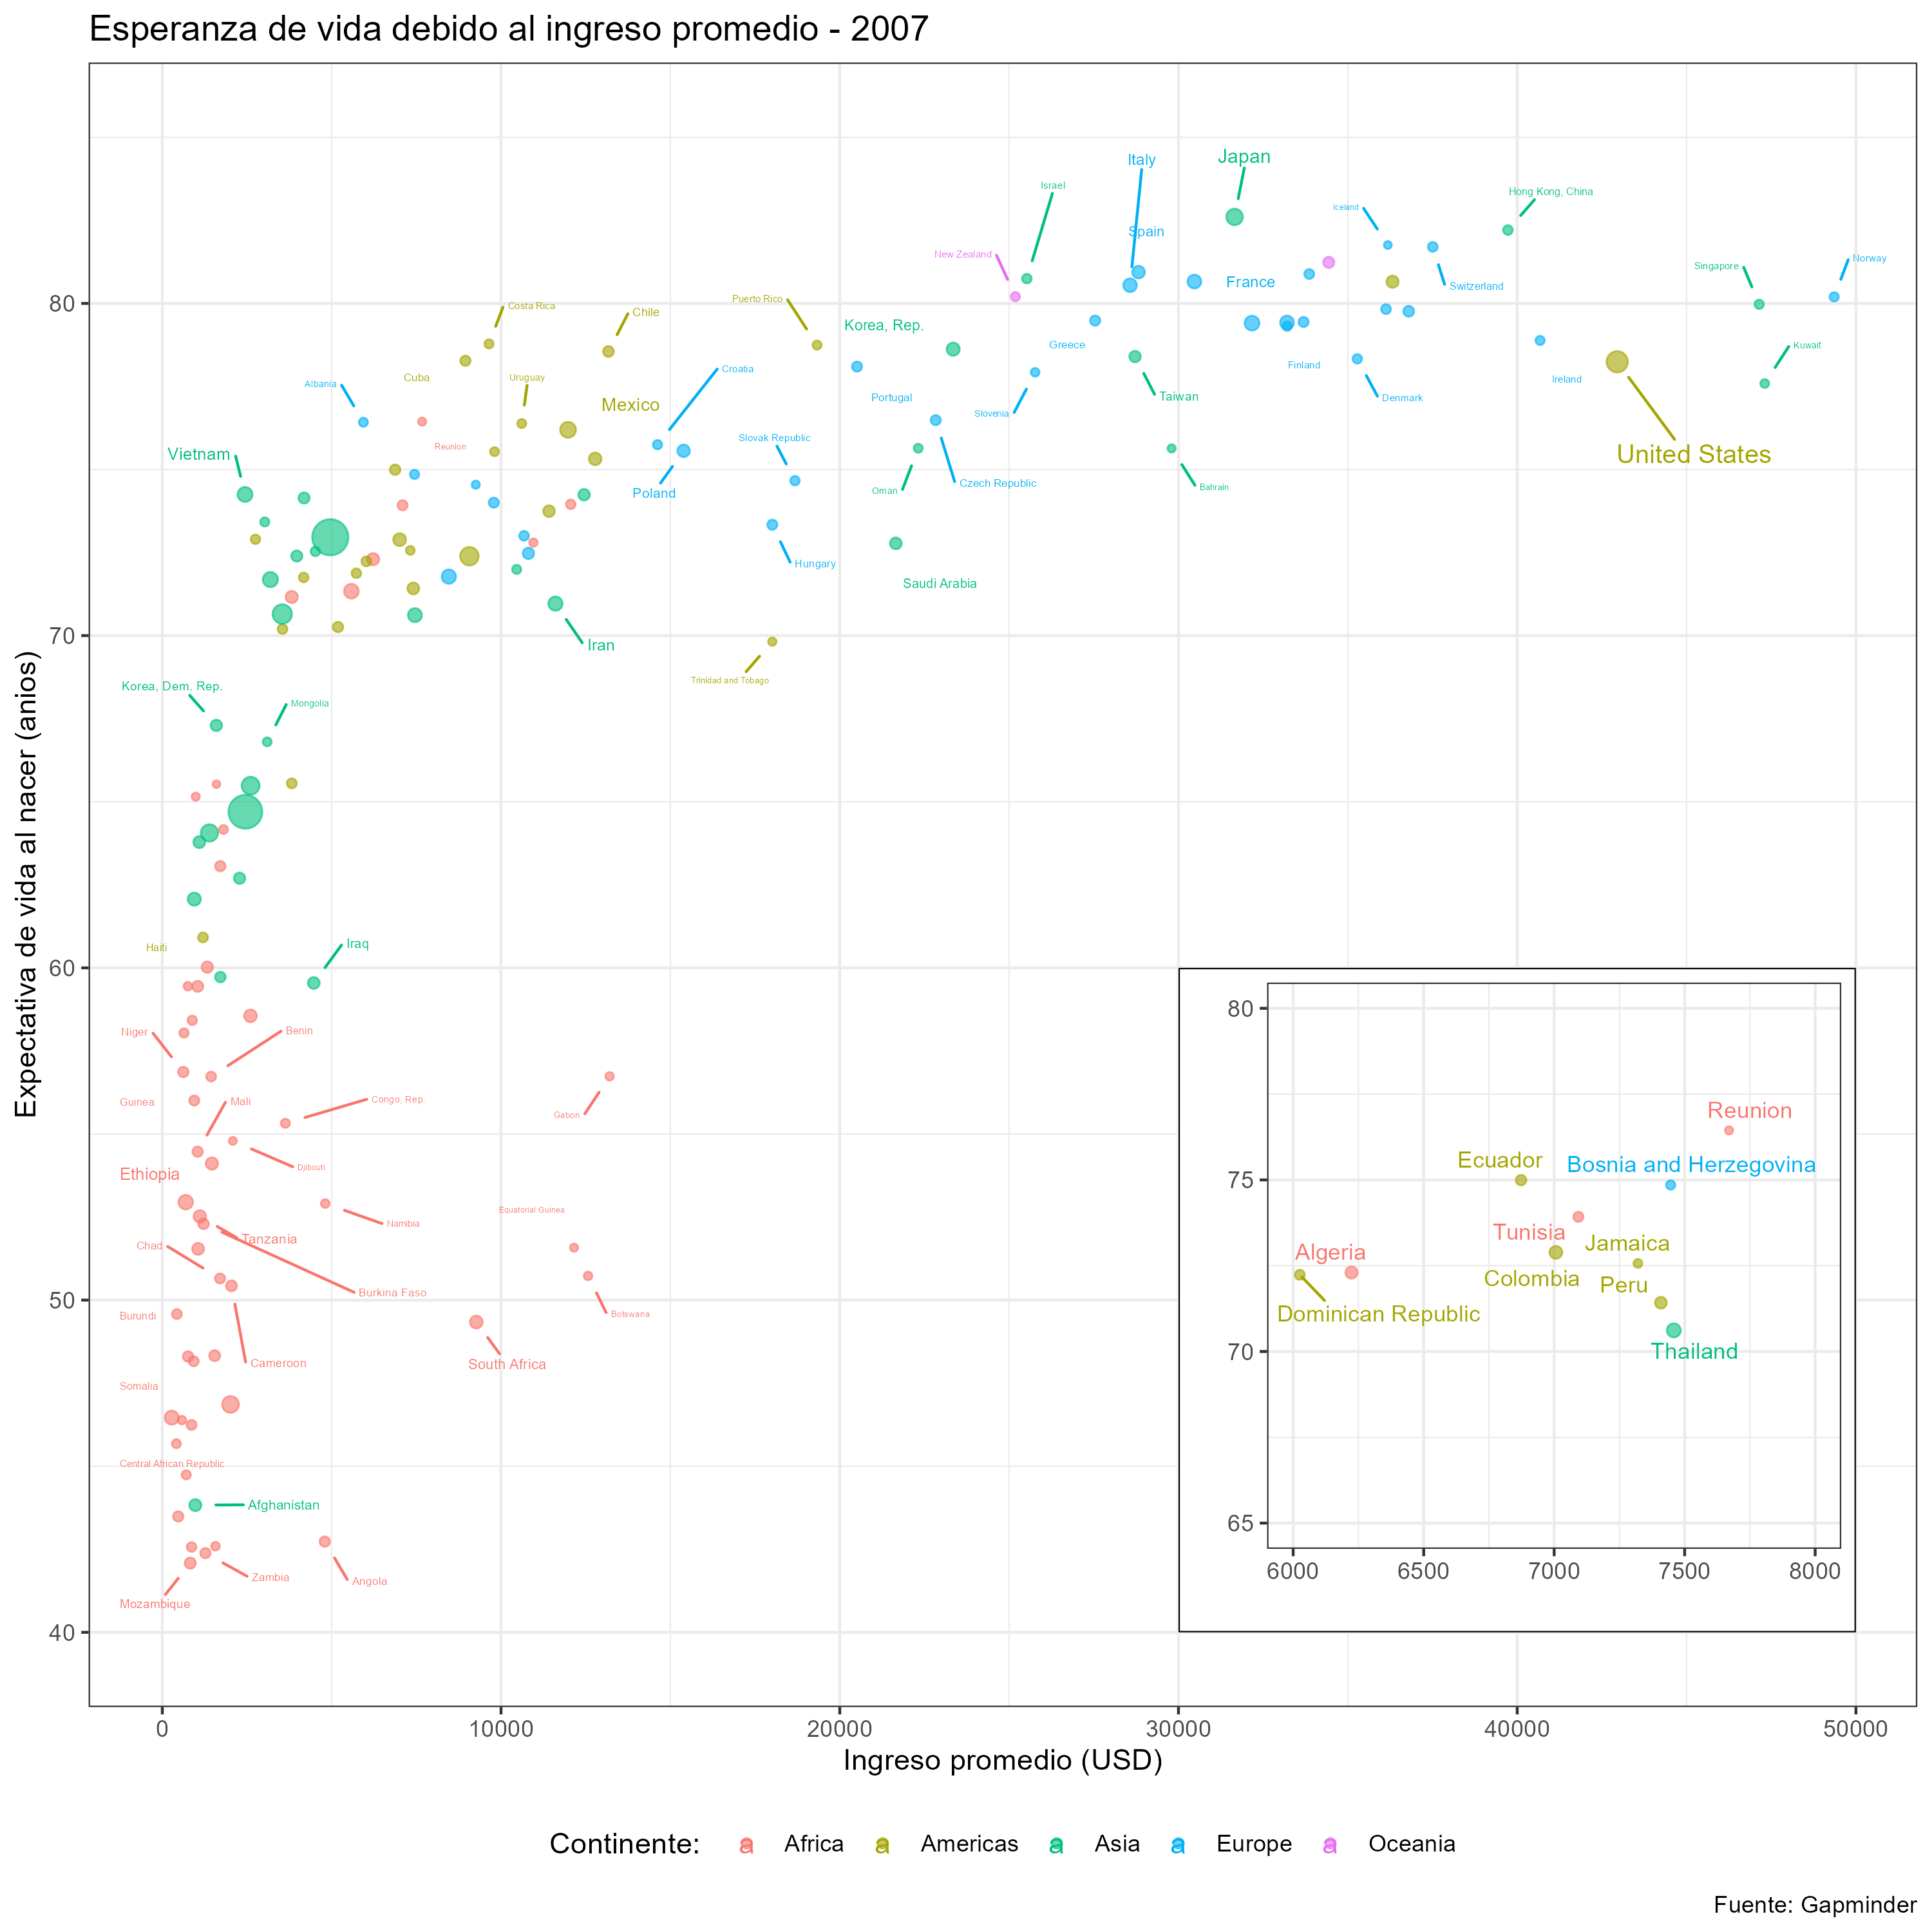 Esperanza de vida debido al ingreso promedio - 2007
Expectativa de vida al nacer (anios)
Italy
Japan
Israel
Hong Kong, China
Iceland
Spain
New Zealand
Norway
Singapore
France
Switzerland
80
Puerto Rico
Costa Rica
Chile
Korea, Rep.
Greece
Kuwait
Finland
Croatia
Cuba
Uruguay
Ireland
Albania
Taiwan
Portugal
Denmark
Mexico
Slovenia
Slovak Republic
Reunion
Vietnam
United States
Czech Republic
Bahrain
Oman
Poland
Hungary
Saudi Arabia
70
Iran
Trinidad and Tobago
Korea, Dem. Rep.
Mongolia
Haiti
Iraq
60
Niger
Benin
Guinea
Mali
Congo, Rep.
Gabon
Djibouti
Ethiopia
Equatorial Guinea
Namibia
Tanzania
Chad
Burkina Faso
50
Burundi
Botswana
Cameroon
South Africa
Somalia
Central African Republic
Afghanistan
Zambia
Angola
Mozambique
40
80
Reunion
Ecuador
Bosnia and Herzegovina
75
Tunisia
Jamaica
Algeria
Colombia
Peru
Dominican Republic
70
Thailand
65
6000 6500 7000 7500 8000
0 10000 20000 30000 40000 50000
Ingreso promedio (USD)
Continente: a Africa a Americas a Asia a Europe a Oceania
Fuente: Gapminder